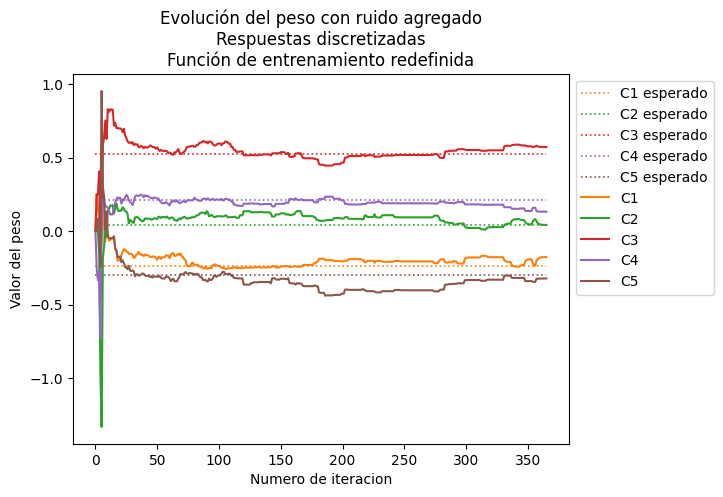 Evolución del peso con ruido agregado
Respuestas discretizadas
Función de entrenamiento redefinida
1.0
0.5
0.0
−0.5
−1.0
Valor del peso
0 50 100 150 200 250 300 350
Numero de iteracion
C1 esperado
C2 esperado
C3 esperado
C4 esperado
C5 esperado
C1
C2
C3
C4
C5